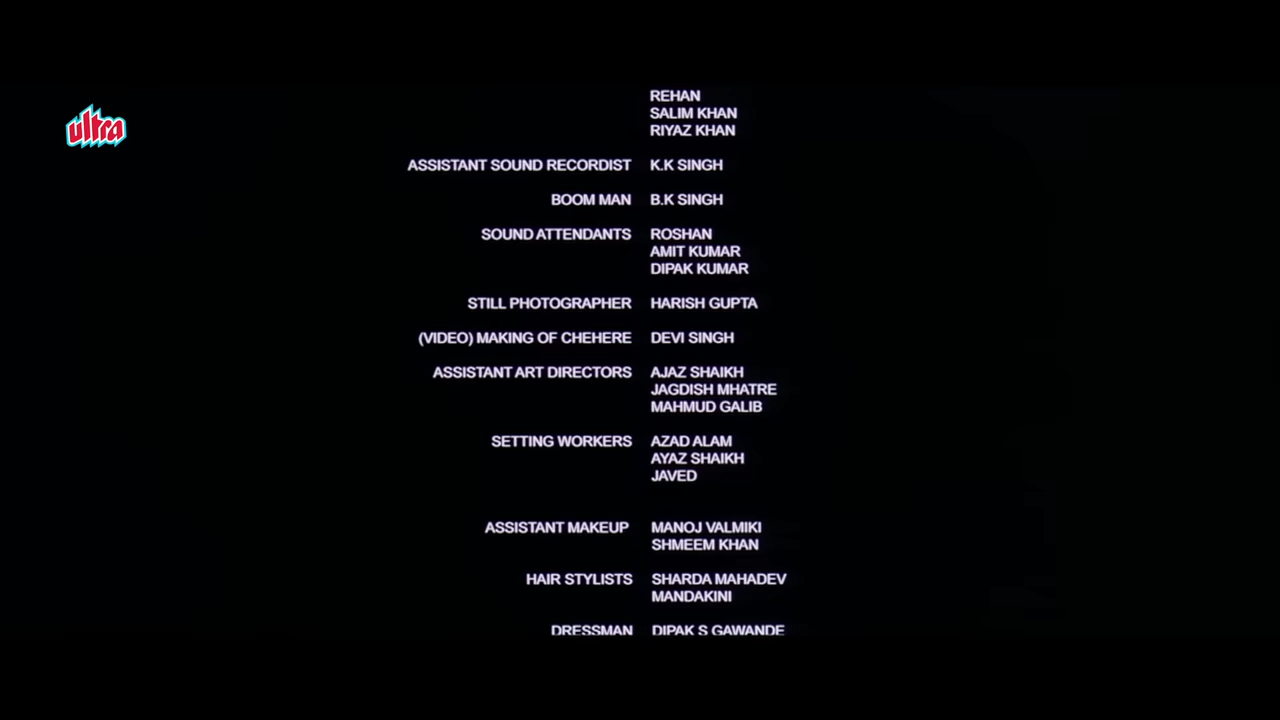 ultra
REHAN
SALIM KHAN
RIYAZ KHAN
ASSISTANT SOUND RECORDIST K.K SINGH
BOOM MAN B.K SINGH
SOUND ATTENDANTS ROSHAN
AMIT KUMAR
DIPAK KUMAR
STILL PHOTOGRAPHER HARISH GUPTA
(VIDEO) MAKING OF CHEHERE DEVI SINGH
ASSISTANT ART DIRECTORS AJAZ SHAIKH
JAGDISH MHATRE
MAHMUD GALIB
SETTING WORKERS AZAD ALAM
AYAZ SHAIKH
JAVED
ASSISTANT MAKEUP MANOJ VALMIKI
SHMEEM KHAN
HAIR STYLISTS SHARDA MAHADEV
MANDAKINI
DRESSMAN DIPAK S GAWANDE